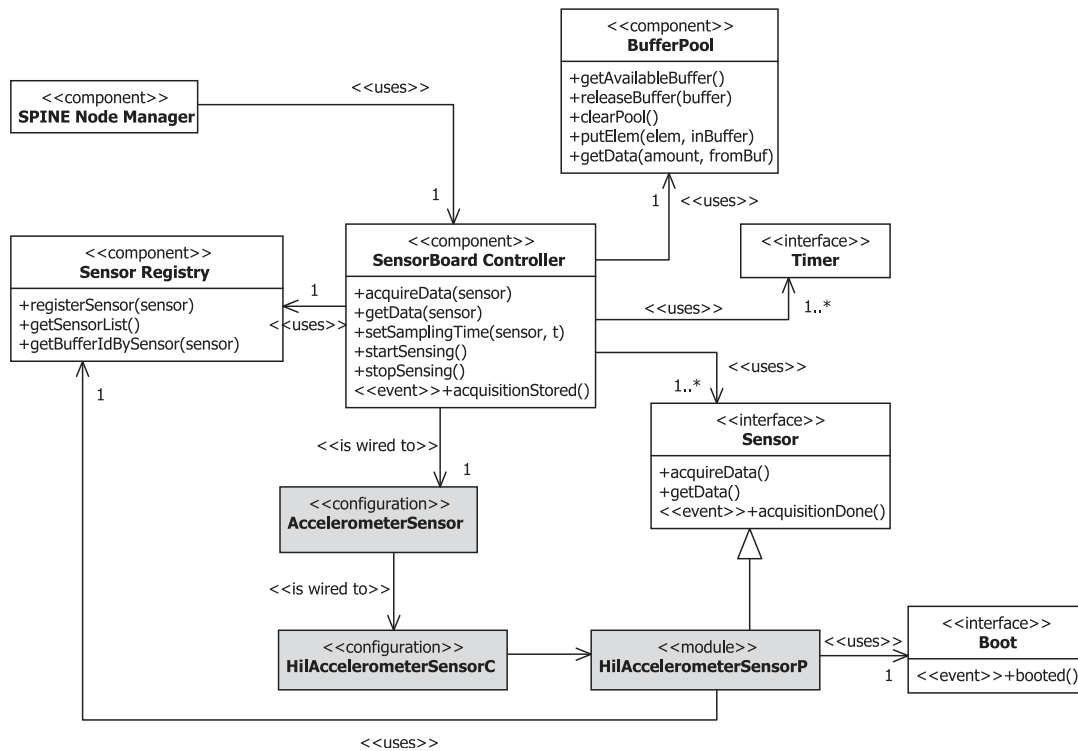 <<component>>
BufferPool
+getAvailableBuffer()
+releaseBuffer(buffer)
+clearPool()
+putElem(elem, inBuffer)
+getData(amount, fromBuf)
<<component>>
SPINE Node Manager
<<uses>>
1
1
<<uses>>
<<component>>
Sensor Registry
+registerSensor(sensor)
+getSensorList()
+getBufferIdBySensor(sensor)
1
<<uses>>
<<component>>
SensorBoard Controller
+acquireData(sensor)
+getData(sensor)
+setSamplingTime(sensor, t)
+startSensing()
+stopSensing()
<<event>>+acquisitionStored()
<<interface>>
Timer
<<uses>>
1..*
<<uses>>
1..*
1
<<interface>>
Sensor
+acquireData()
+getData()
<<event>>+acquisitionDone()
<<is wired to>>
1
<<configuration>>
AccelerometerSensor
<<is wired to>>
<<configuration>>
HilAccelerometerSensorC
<<module>>
HilAccelerometerSensorP
<<uses>>
1
<<interface>>
Boot
<<event>>+booted()
<<uses>>